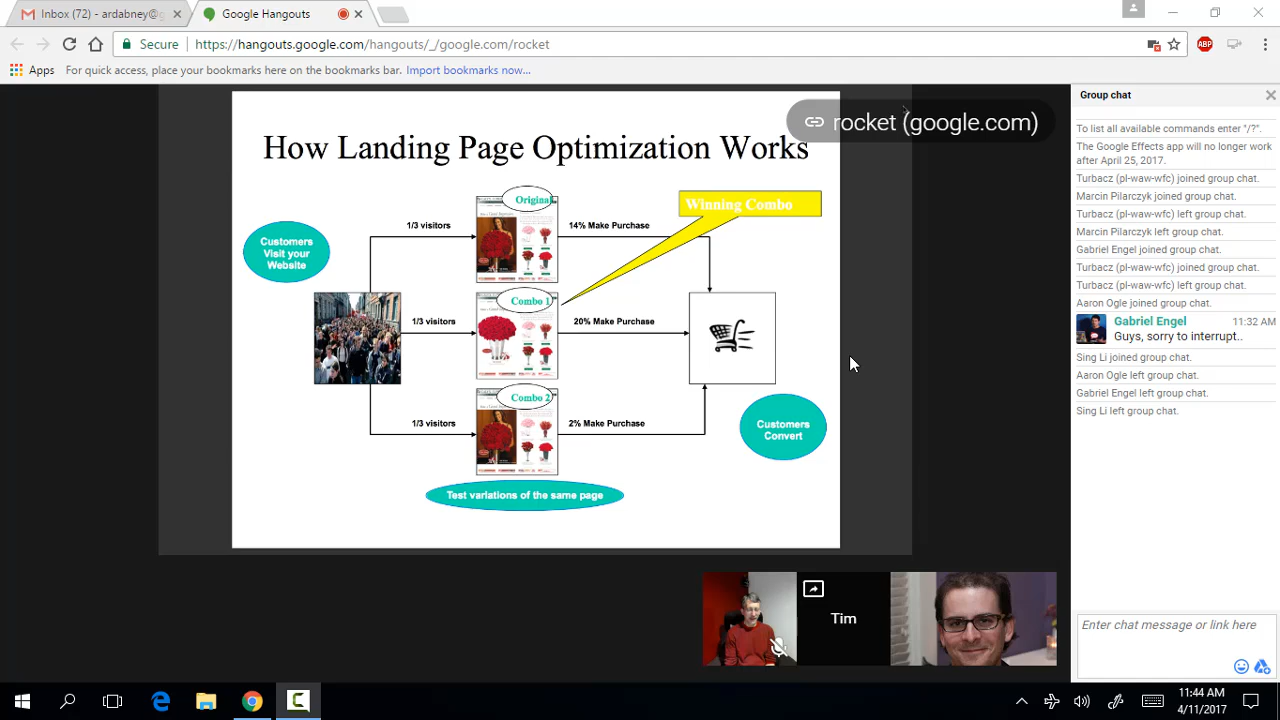 Inbox (72) - ardabney@g
Google Hangouts
Secure
https://hangouts.google.com/hangouts/_/google.com/rocket
ABP
Apps
For quick access, place your bookmarks here on the bookmarks bar. Import bookmarks now...
rocket (google.com)
How Landing Page Optimization Works
Winning Combo
Customers
Visit your
Website
1/3 visitors
Original
14% Make Purchase
1/3 visitors
Combo 1
20% Make Purchase
1/3 visitors
Combo 2
2% Make Purchase
Customers
Convert
Test variations of the same page
Tim
Group chat
To list all available commands enter "/?".
The Google Effects app will no longer work
after April 25, 2017.
Turbacz (pl-waw-wfc) joined group chat.
Marcin Pilarczyk joined group chat.
Turbacz (pl-waw-wfc) left group chat.
Marcin Pilarczyk left group chat.
Gabriel Engel joined group chat.
Turbacz (pl-waw-wfc) joined group chat.
Turbacz (pl-waw-wfc) left group chat.
Aaron Ogle joined group chat.
Gabriel Engel 11:32 AM
Guys, sorry to interrupt..
Sing Li joined group chat.
Aaron Ogle left group chat.
Gabriel Engel left group chat.
Sing Li left group chat.
Enter chat message or link here
11:44 AM
4/11/2017